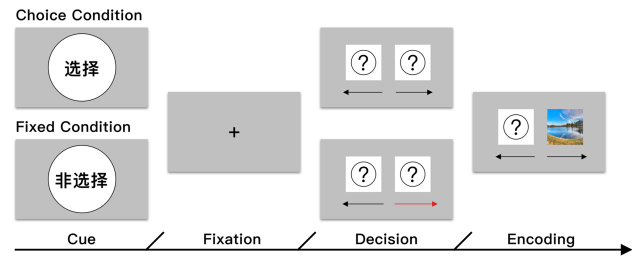 Choice Condition
选择
? ?
Fixed Condition
非选择
+
? ?
?
Cue
Fixation
Decision
Encoding